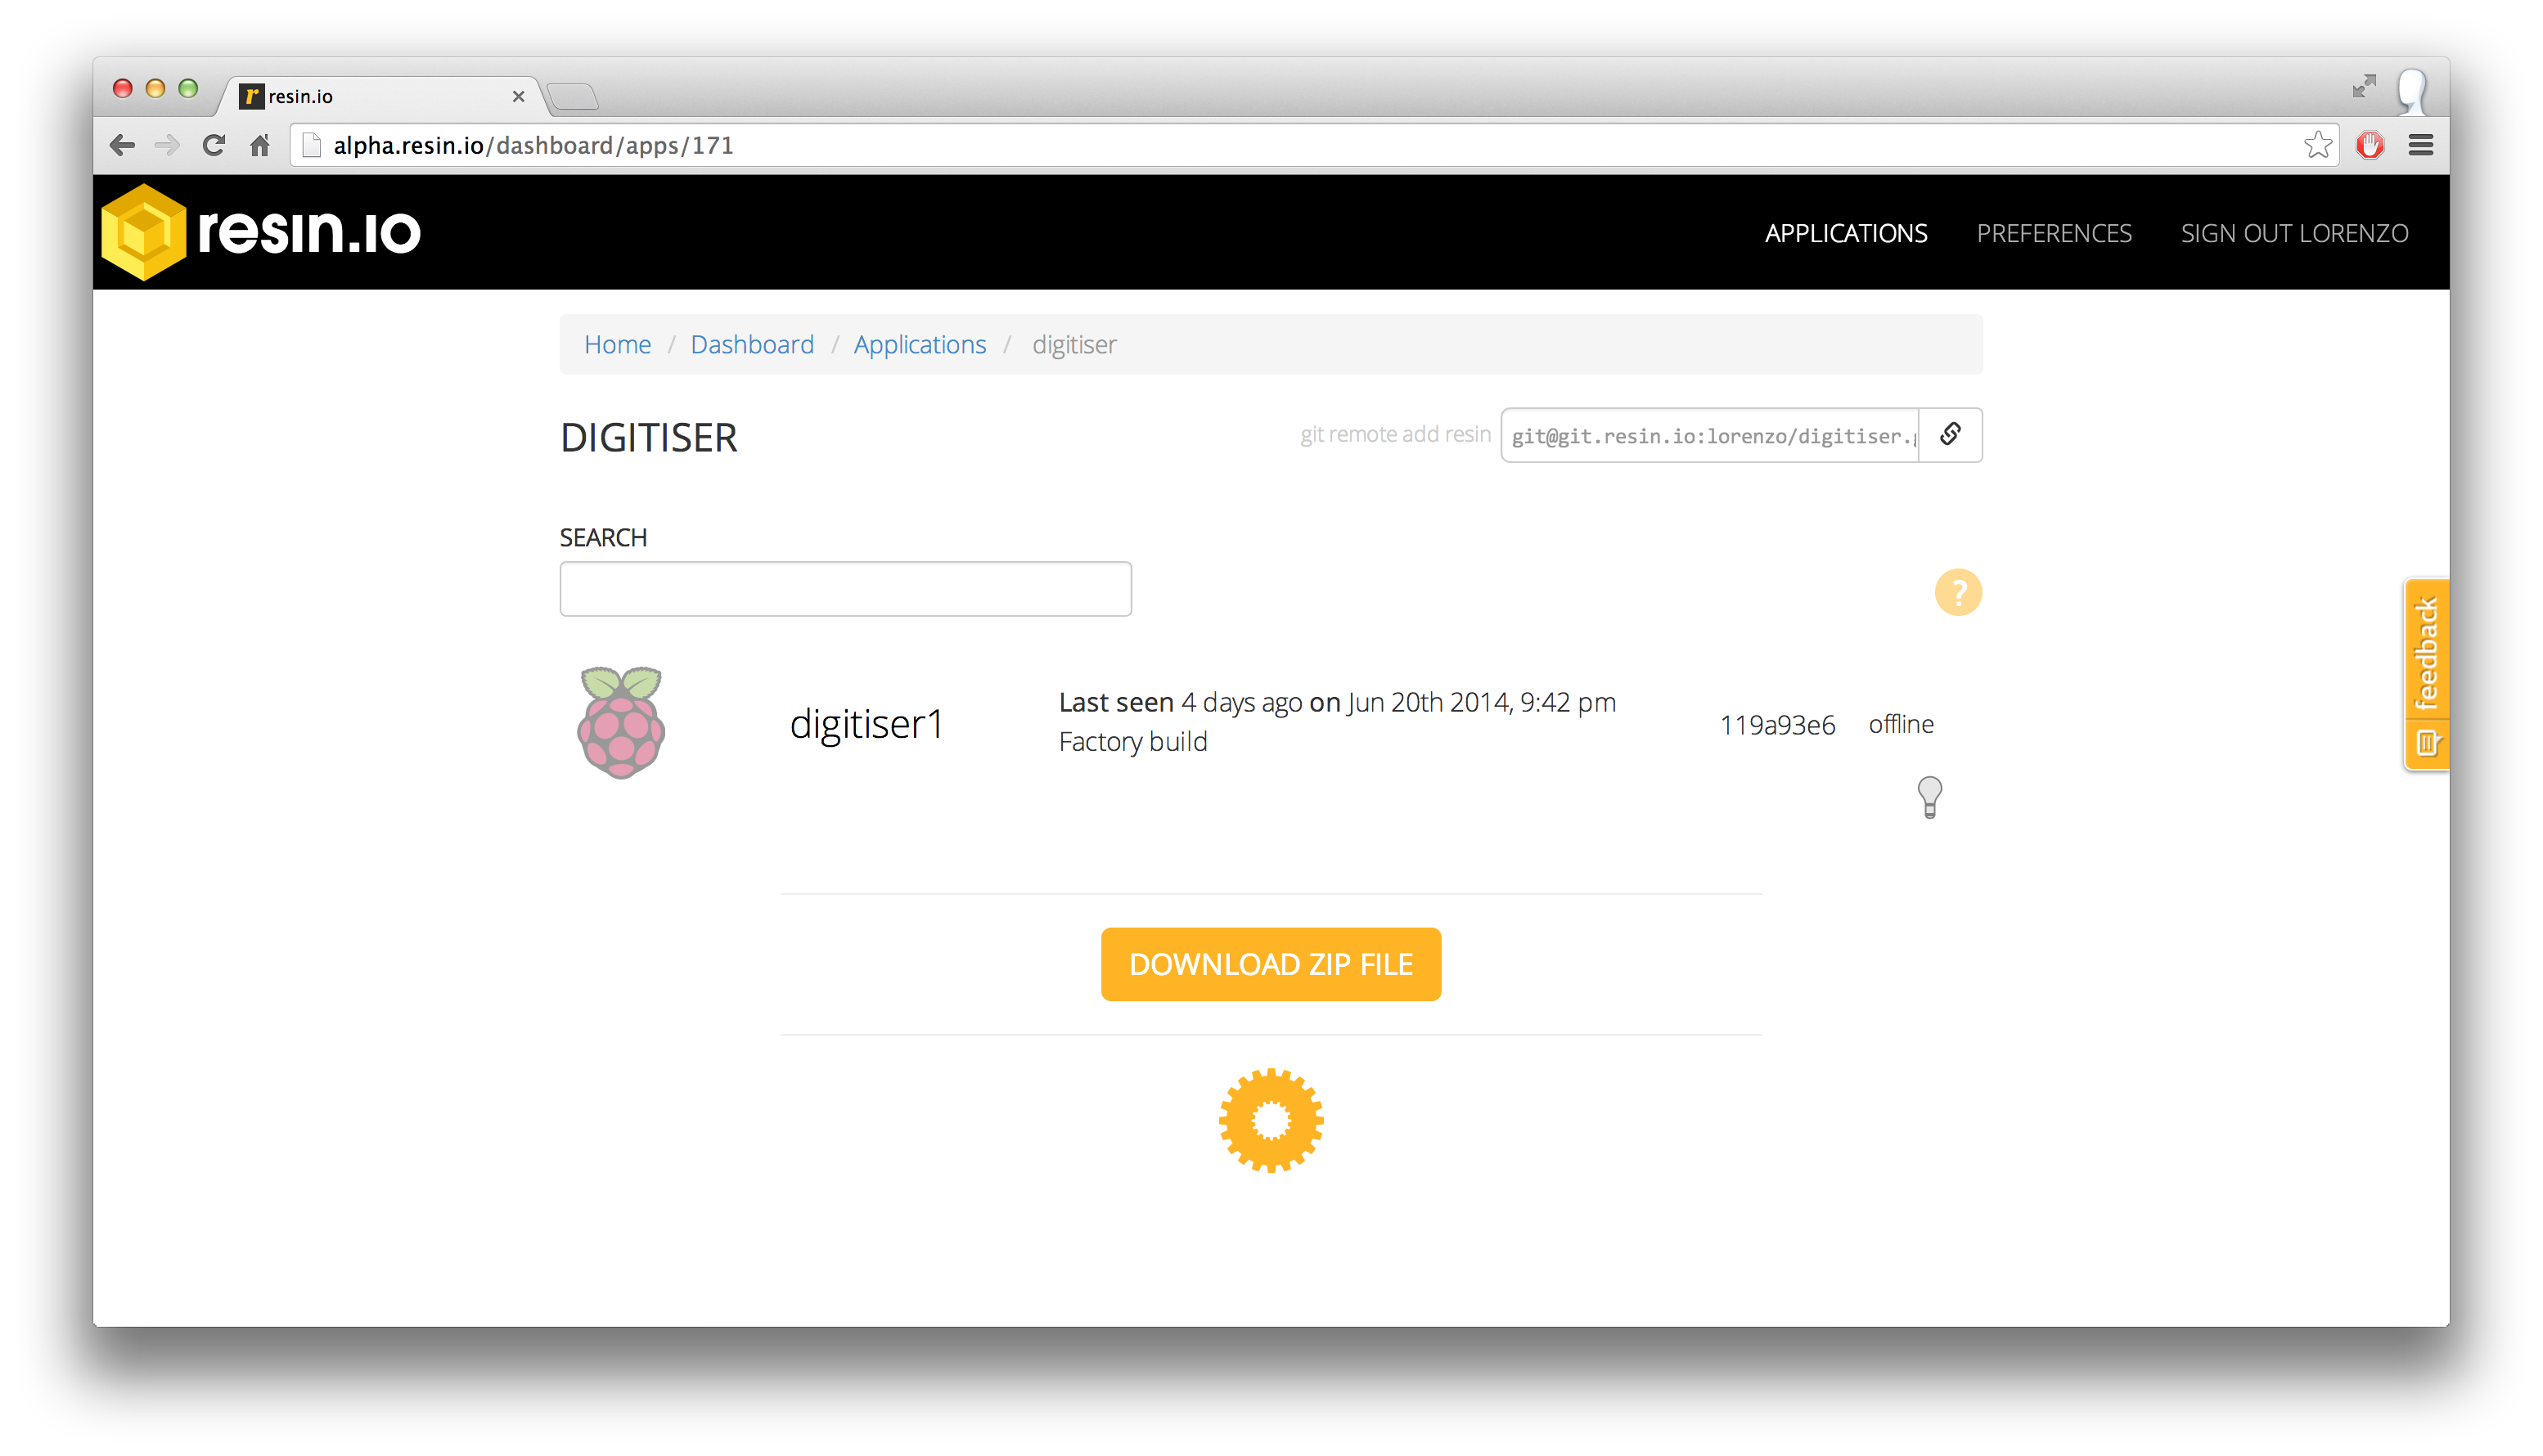 resin.io
alpha.resin.io/dashboard/apps/171
resin.io
APPLICATIONS PREFERENCES SIGN OUT LORENZO
Home / Dashboard / Applications / digitiser
DIGITISER
git remote add resin git@git.resin.io:lorenzo/digitiser.
SEARCH
?
feedback
digitiser1
Last seen 4 days ago on Jun 20th 2014, 9:42 pm
Factory build
119a93e6 offline
DOWNLOAD ZIP FILE